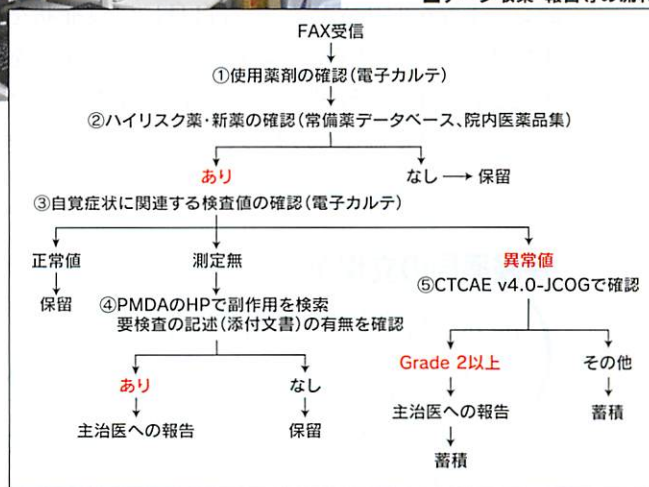 FAX受信
①使用薬剤の確認(電子カルテ)
②ハイリスク薬・新薬の確認(常備薬データベース、院内医薬品集)
あり
なし
保留
③自覚症状に関連する検査値の確認(電子カルテ)
正常値
測定無
異常値
保留
④PMDAのHPで副作用を検索
要検査の記述(添付文書)の有無を確認
⑤CTCAE v4.0-JCOGで確認
あり
なし
Grade 2以上
その他
主治医への報告
保留
主治医への報告
蓄積
蓄積